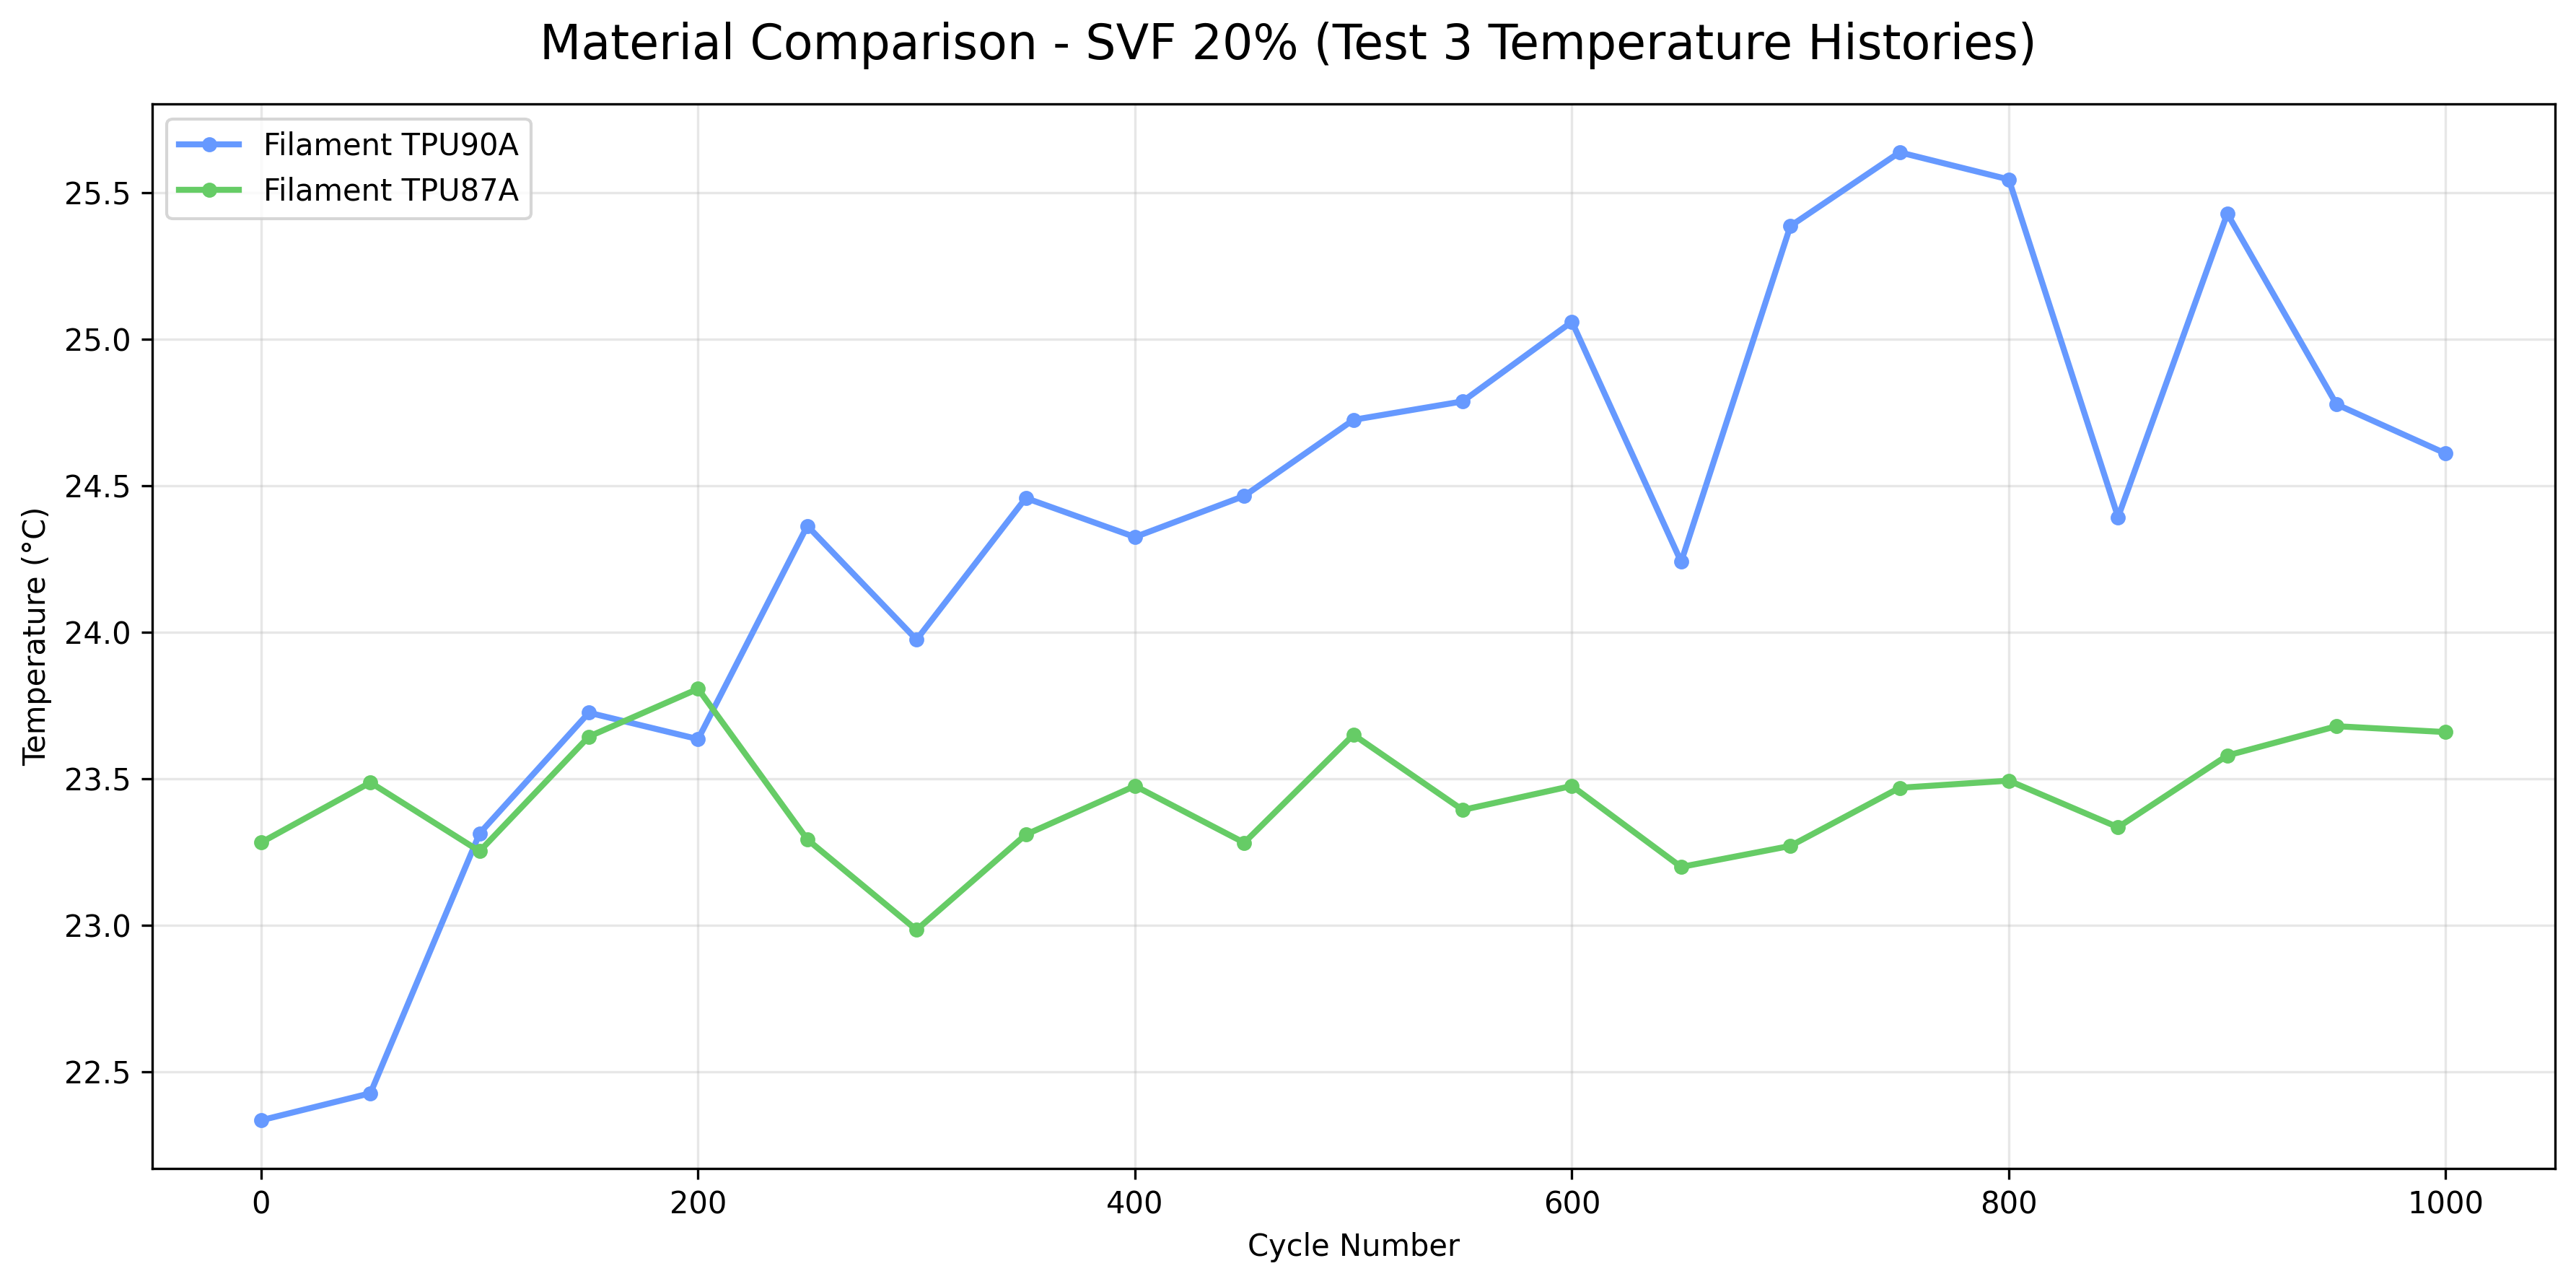 Material Comparison - SVF 20% (Test 3 Temperature Histories)
Filament TPU90A
Filament TPU87A
Temperature (°C)
25.5
25.0
24.5
24.0
23.5
23.0
22.5
0 200 400 600 800 1000
Cycle Number